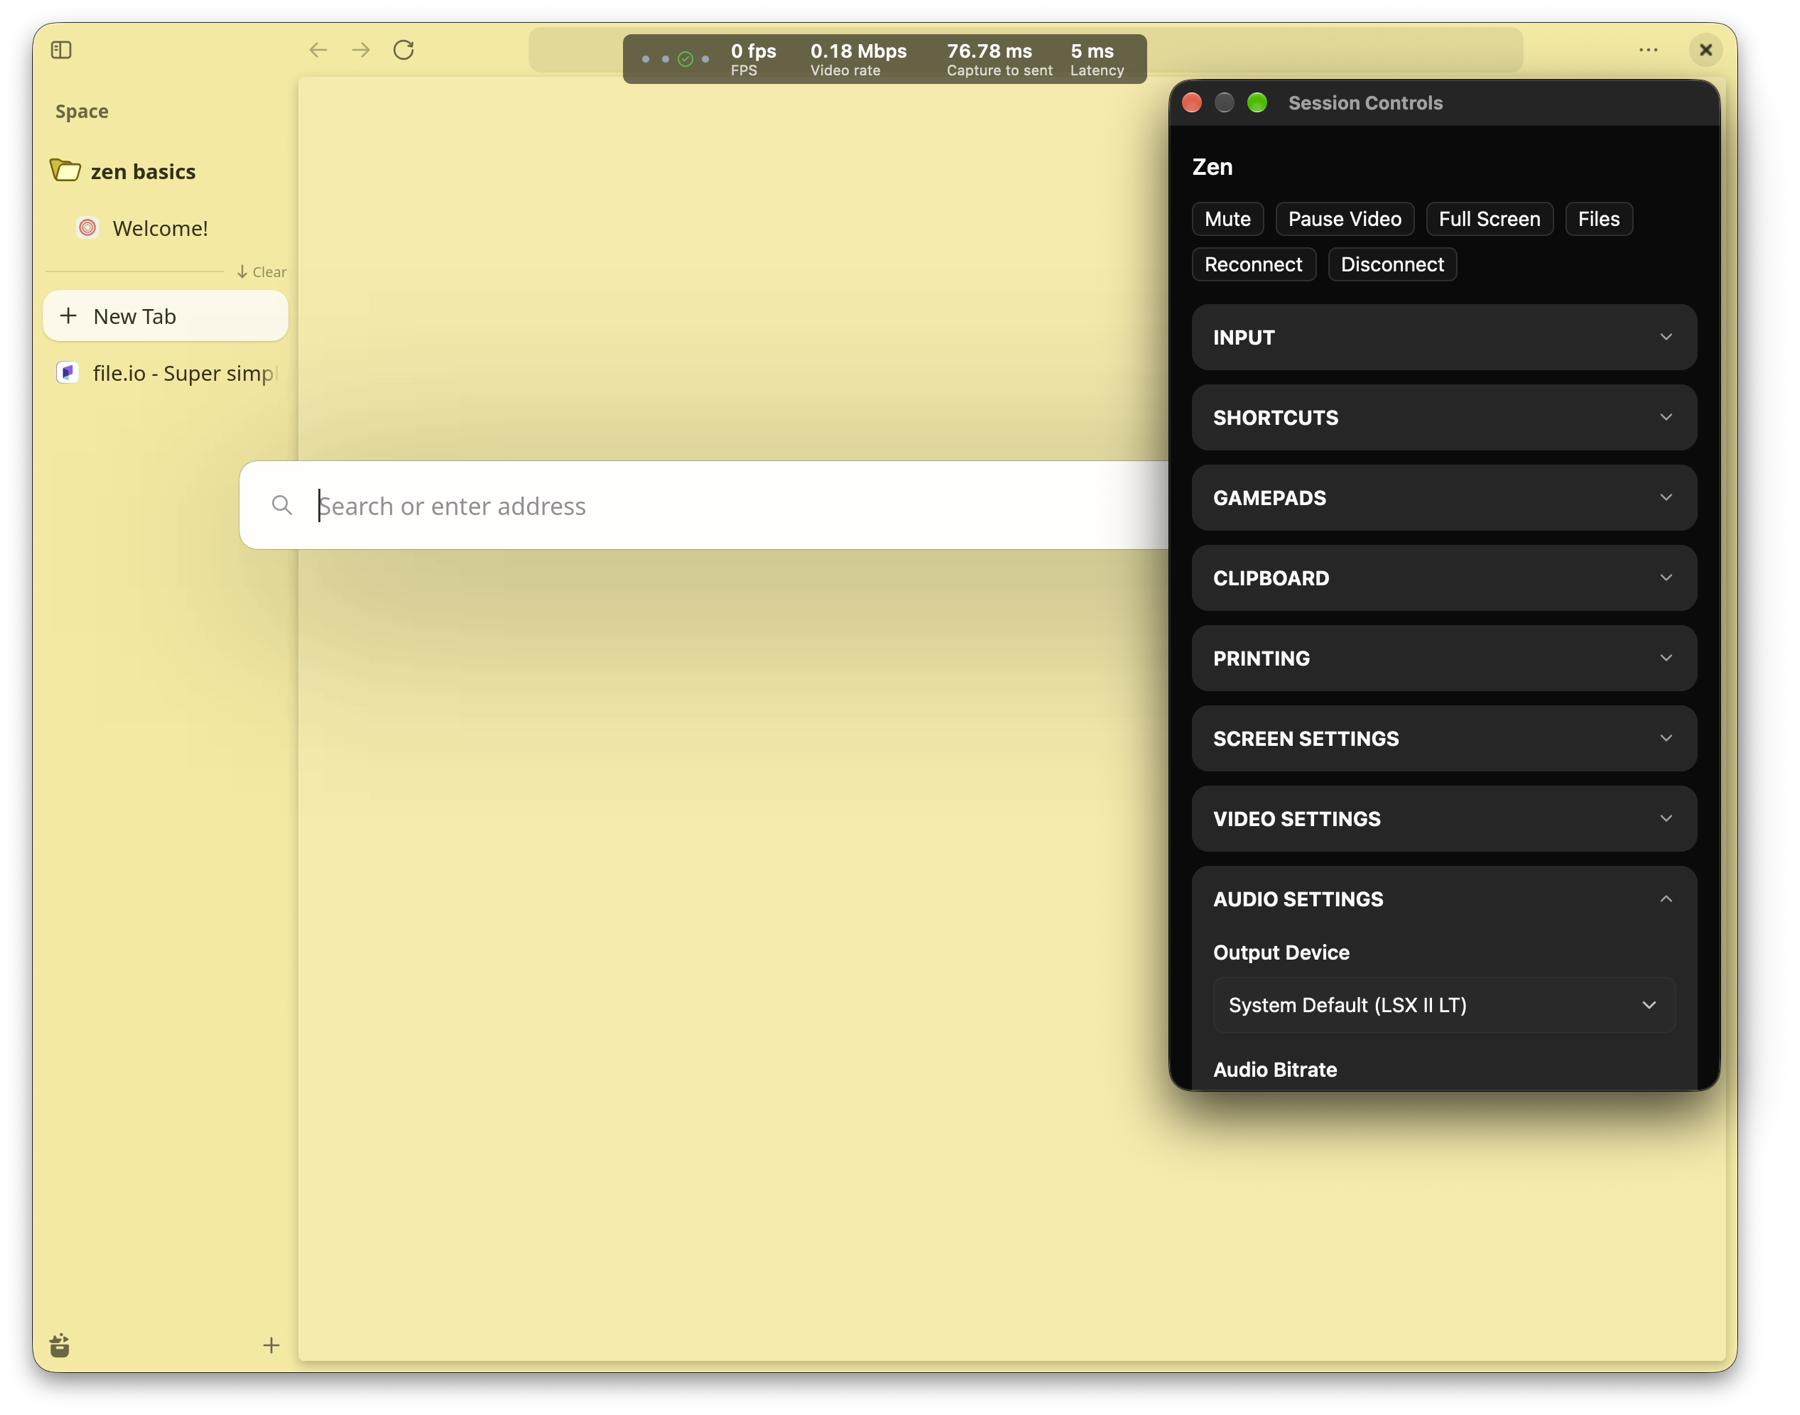 0 fps 0.18 Mbps 76.78 ms 5 ms
FPS Video rate Capture to sent Latency
Space
zen basics
Welcome!
Clear
New Tab
file.io - Super simpl
Search or enter address
Session Controls
Zen
Mute Pause Video Full Screen Files
Reconnect Disconnect
INPUT
SHORTCUTS
GAMEPADS
CLIPBOARD
PRINTING
SCREEN SETTINGS
VIDEO SETTINGS
AUDIO SETTINGS
Output Device
System Default (LSX II LT)
Audio Bitrate